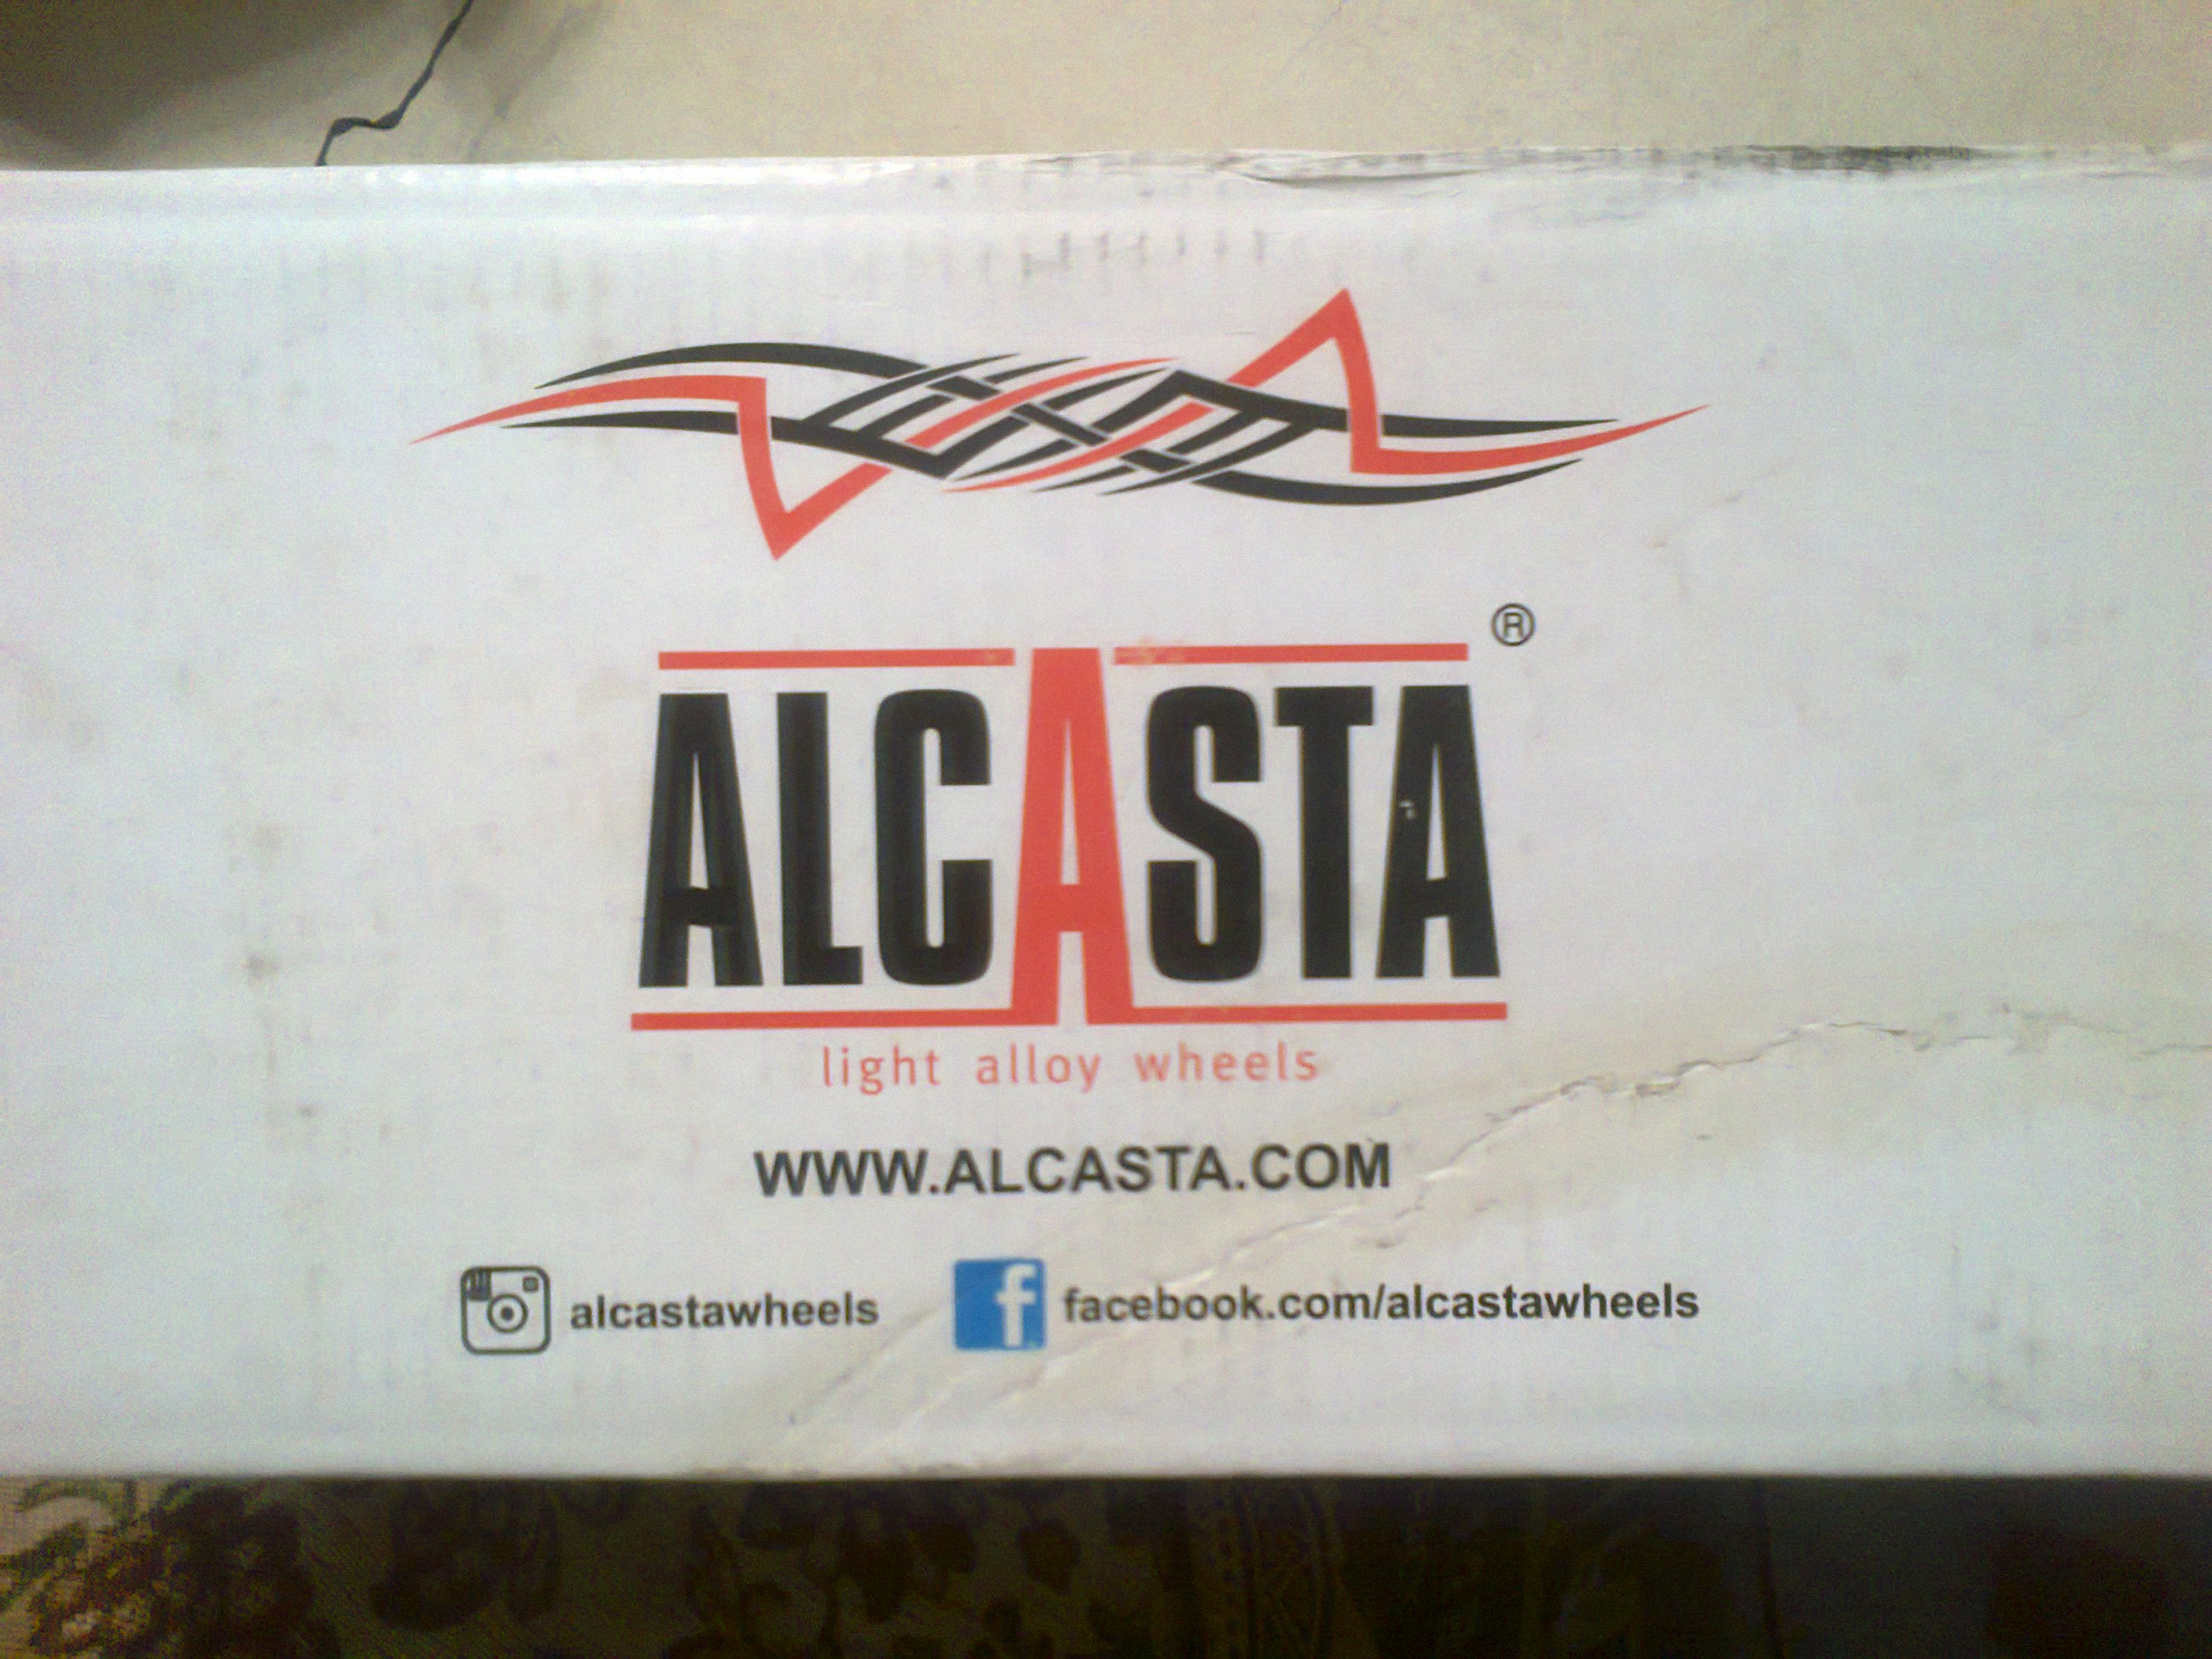 ALCASTA ®
light alloy wheels
WWW.ALCASTA.COM
alcastawheels
facebook.com/alcastawheels